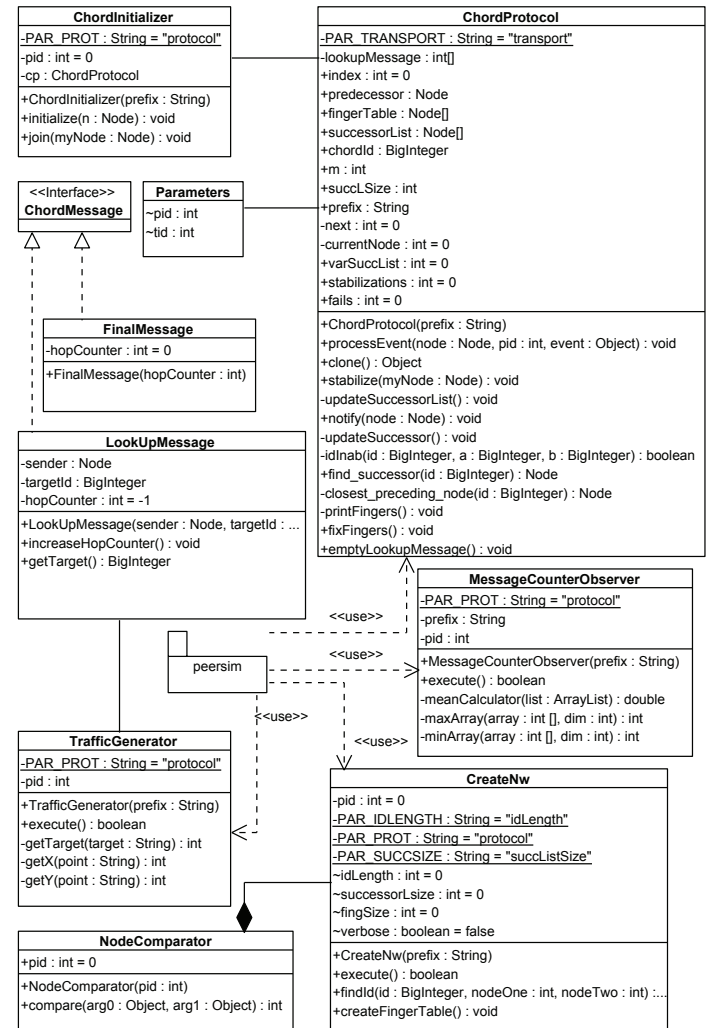 ChordInitializer
-PAR_PROT : String = "protocol"
-pid : int = 0
-cp : ChordProtocol
+ChordInitializer(prefix : String)
+initialize(n : Node) : void
+join(myNode : Node) : void
ChordProtocol
-PAR_TRANSPORT : String = "transport"
-lookupMessage : int[]
+index : int = 0
+predecessor : Node
+fingerTable : Node[]
+successorList : Node[]
+chordId : BigInteger
+m : int
+succLSize : int
+prefix : String
-next : int = 0
-currentNode : int = 0
+varSuccList : int = 0
+stabilizations : int = 0
+fails : int = 0
+ChordProtocol(prefix : String)
+processEvent(node : Node, pid : int, event : Object) : void
+clone() : Object
+stabilize(myNode : Node) : void
-updateSuccessorList() : void
+notify(node : Node) : void
-updateSuccessor() : void
-idInab(id : BigInteger, a : BigInteger, b : BigInteger) : boolean
+find_successor(id : BigInteger) : Node
-closest_preceding_node(id : BigInteger) : Node
-printFingers() : void
+fixFingers() : void
+emptyLookupMessage() : void
<<Interface>>
ChordMessage
Parameters
~pid : int
~tid : int
FinalMessage
-hopCounter : int = 0
+FinalMessage(hopCounter : int)
LookUpMessage
-sender : Node
-targetId : BigInteger
-hopCounter : int = -1
+LookUpMessage(sender : Node, targetId : ...
+increaseHopCounter() : void
+getTarget() : BigInteger
MessageCounterObserver
-PAR_PROT : String = "protocol"
-prefix : String
-pid : int
+MessageCounterObserver(prefix : String)
+execute() : boolean
-meanCalculator(list : ArrayList) : double
-maxArray(array : int [], dim : int) : int
-minArray(array : int [], dim : int) : int
<<use>>
<<use>>
peersim
<<use>>
<<use>>
TrafficGenerator
-PAR_PROT : String = "protocol"
-pid : int
+TrafficGenerator(prefix : String)
+execute() : boolean
-getTarget(target : String) : int
-getX(point : String) : int
-getY(point : String) : int
CreateNw
-pid : int = 0
-PAR_IDLENGTH : String = "idLength"
-PAR_PROT : String = "protocol"
-PAR_SUCCSIZE : String = "succListSize"
~idLength : int = 0
~successorLsize : int = 0
~fingSize : int = 0
~verbose : boolean = false
+CreateNw(prefix : String)
+execute() : boolean
+findId(id : BigInteger, nodeOne : int, nodeTwo : int) :...
+createFingerTable() : void
NodeComparator
+pid : int = 0
+NodeComparator(pid : int)
+compare(arg0 : Object, arg1 : Object) : int